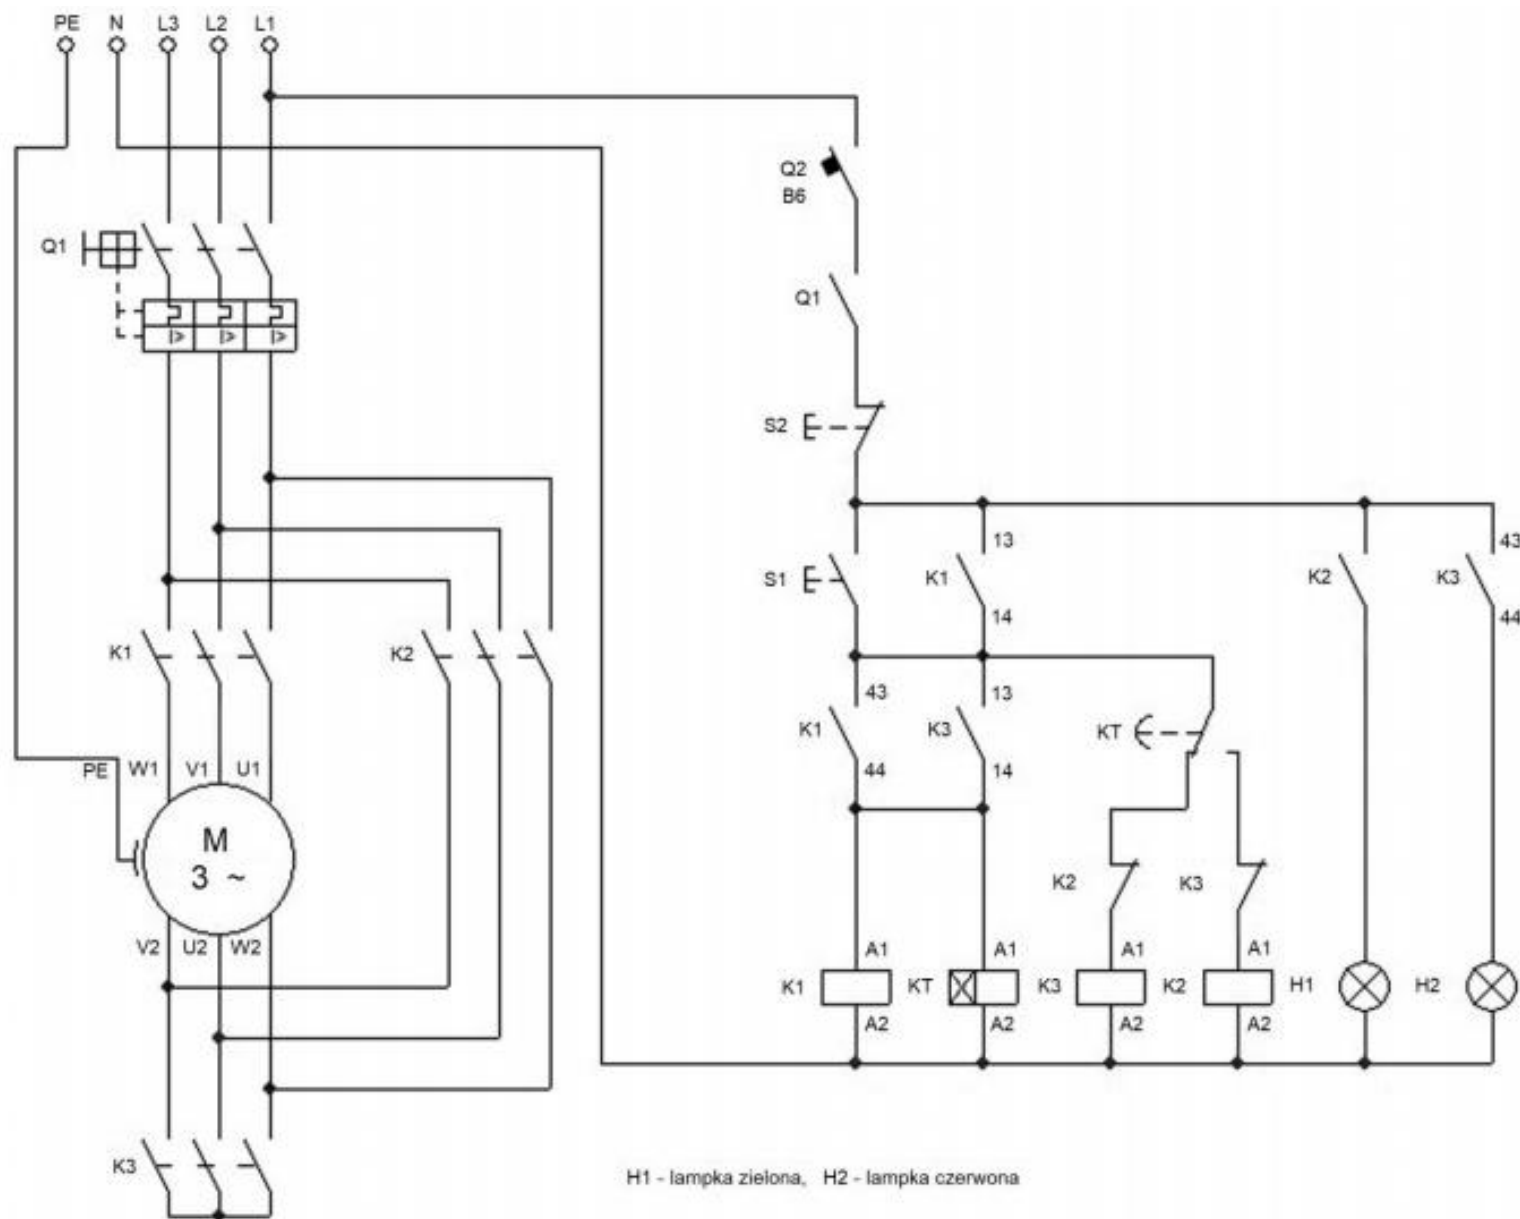 PE N L3 L2 L1
Q2
B6
Q1
Q1
|> |> |>
S2
13 43
S1 K1 K2 K3
14 44
K1 K2
43 13
K1 K3 KT
44 14
PE W1 V1 U1
M
3 ~
K2 K3
V2 U2 W2
A1 A1 A1 A1
K1 KT K3 K2 H1 H2
A2 A2 A2 A2
K3
H1 - lampka zielona, H2 - lampka czerwona